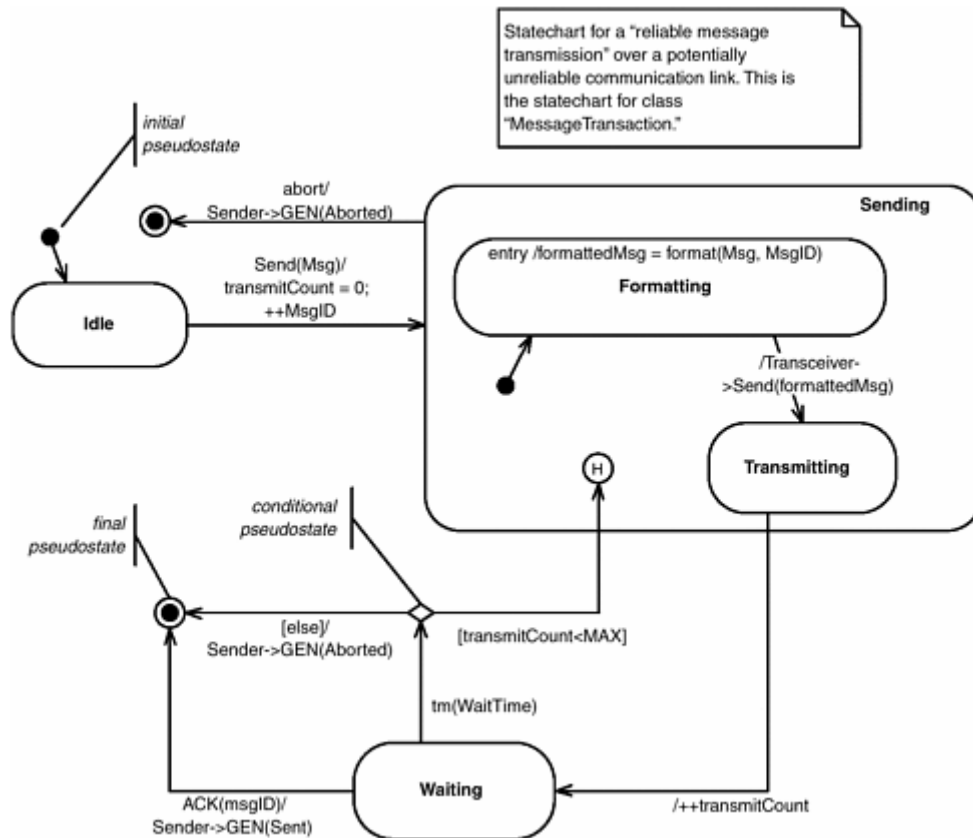 Statechart for a “reliable message
transmission” over a potentially
unreliable communication link. This is
the statechart for class
“MessageTransaction.”
initial
pseudostate
abort/
Sender->GEN(Aborted)
Sending
entry /formattedMsg = format(Msg, MsgID)
Formatting
Send(Msg)/
transmitCount = 0;
++MsgID
Idle
/Transceiver-
>Send(formattedMsg)
Transmitting
H
conditional
pseudostate
final
pseudostate
[else]/
Sender->GEN(Aborted)
[transmitCount<MAX]
tm(WaitTime)
Waiting
ACK(msgID)/
Sender->GEN(Sent)
/++transmitCount